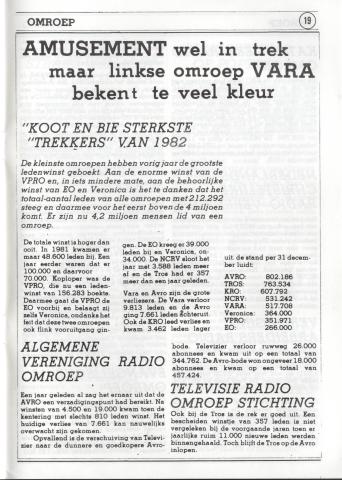 OMROEP
19
AMUSEMENT wel in trek
maar linkse omroep VARA
bekent te veel kleur
"KOOT EN BIE STERKSTE
"TREKKERS" VAN 1982
De kleinste omroepen hebben vorig jaar de grootste
ledenwinst geboekt. Aan de enorme winst van de
VPRO en, in iets mindere mate, aan de behoorlijke
winst van EO en Veronica is het te danken dat het
totaal-aantal leden van alle omroepen met 212.292
steeg en daarmee voor het eerst boven de 4 miljoen
komt. Er zijn nu 4,2 miljoen mensen lid van een
omroep.
De totale winst is hoger dan
ooit. In 1981 kwamen er
maar 48.600 leden bij. Een
jaar eerder waren dat er
100.000 en daarvoor
70.000. Koploper was de
VPRO, die nu een leden-
winst van 156.283 boekte.
Daarmee gaat de VPRO de
EO voorbij en belaagt zij
zelfs Veronica, ondanks het
feit dat deze twee omroepen
ook flink vooruitgang gin-
gen. De EO kreeg er 39.000
leden bij en Veronica on-
34.000. De NCRV sloot het
jaar met 3.588 leden meer
af en de Tros had er 357
meer dan een jaar geleden.
Vara en Avro zijn de grote
verliesers. De Vara verloor
9.813 leden en de Avro
ging 7.661 leden achteruit.
Ook de KRO leed verlies en
kwam 3.462 leden lager
uit de stand per 31 decem-
ber luidt:
AVRO: 802.186
TROS: 763.534
KRO: 607.792
NCRV: 531.242
VARA: 517.708
Veronica: 364.000
VPRO: 351.971
EO: 266.000
ALGEMENE
VERENIGING RADIO
OMROEP
Een jaar geleden al zag het ernaar uit dat de
AVRO een verzadigingspunt had bereikt. Na
winsten van 4.500 en 19.000 kwam toen de
kentering met slechts 810 leden winst. Het
huidige verlies van 7.661 kan nauwelijks
overwacht zijn gekomen.
Opvallend is de verschuiving van Televi-
zier naar de dunnere en goedkopere Avro-
bode. Televizier verloor ruwweg 26.000
abonnees en kwam uit op een totaal van
344.762. De Avro-bode won ongeveer 18.000
abonnees en kwam op een totaal van
457.424.
TELEVISIE RADIO
OMROEP STICHTING
Ook bij de Tros is de rek er goed uit. Een
bescheiden winstje van 357 leden is niet
vergeleken bij de voorgaande jaren toen er
jaarlijks ruim 11.000 nieuwe leden werden
binnengehaald. Toch blijft de Tros op de Avro
inlopen.